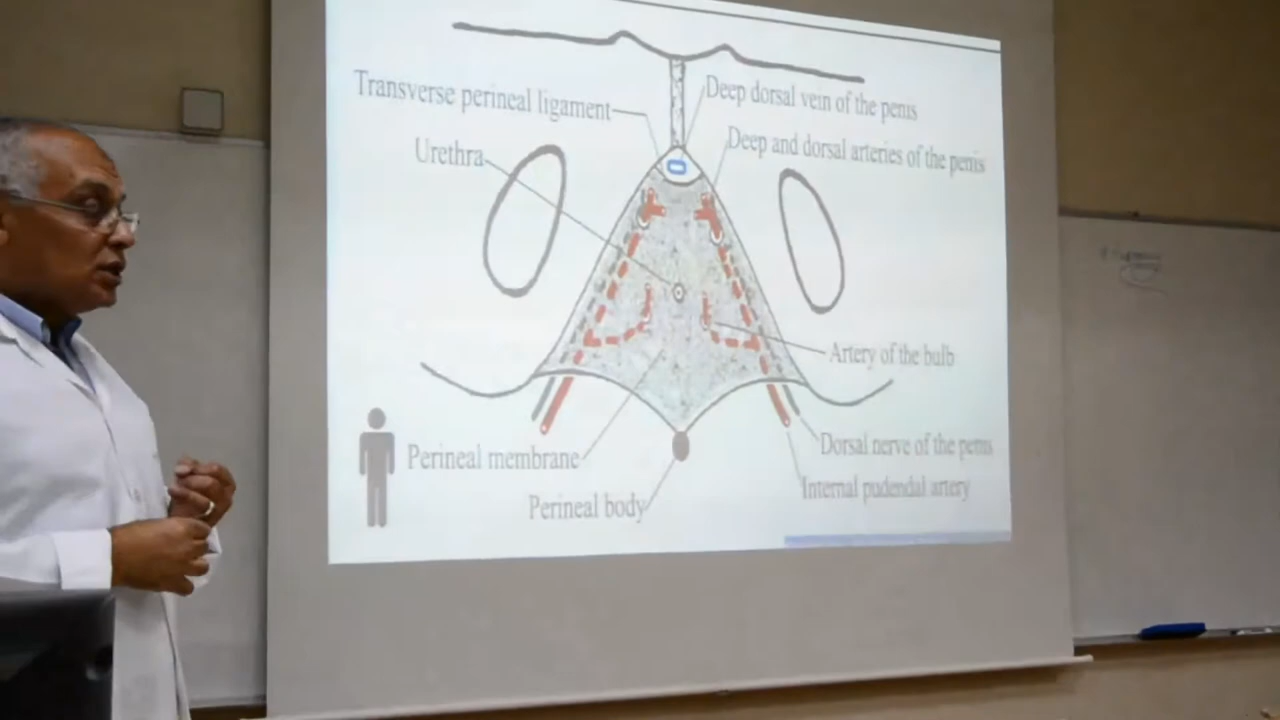 Transverse perineal ligament
Deep dorsal vein of the penis
Urethra
Deep and dorsal arteries of the penis
Artery of the bulb
Perineal membrane
Dorsal nerve of the penis
Internal pudendal artery
Perineal body